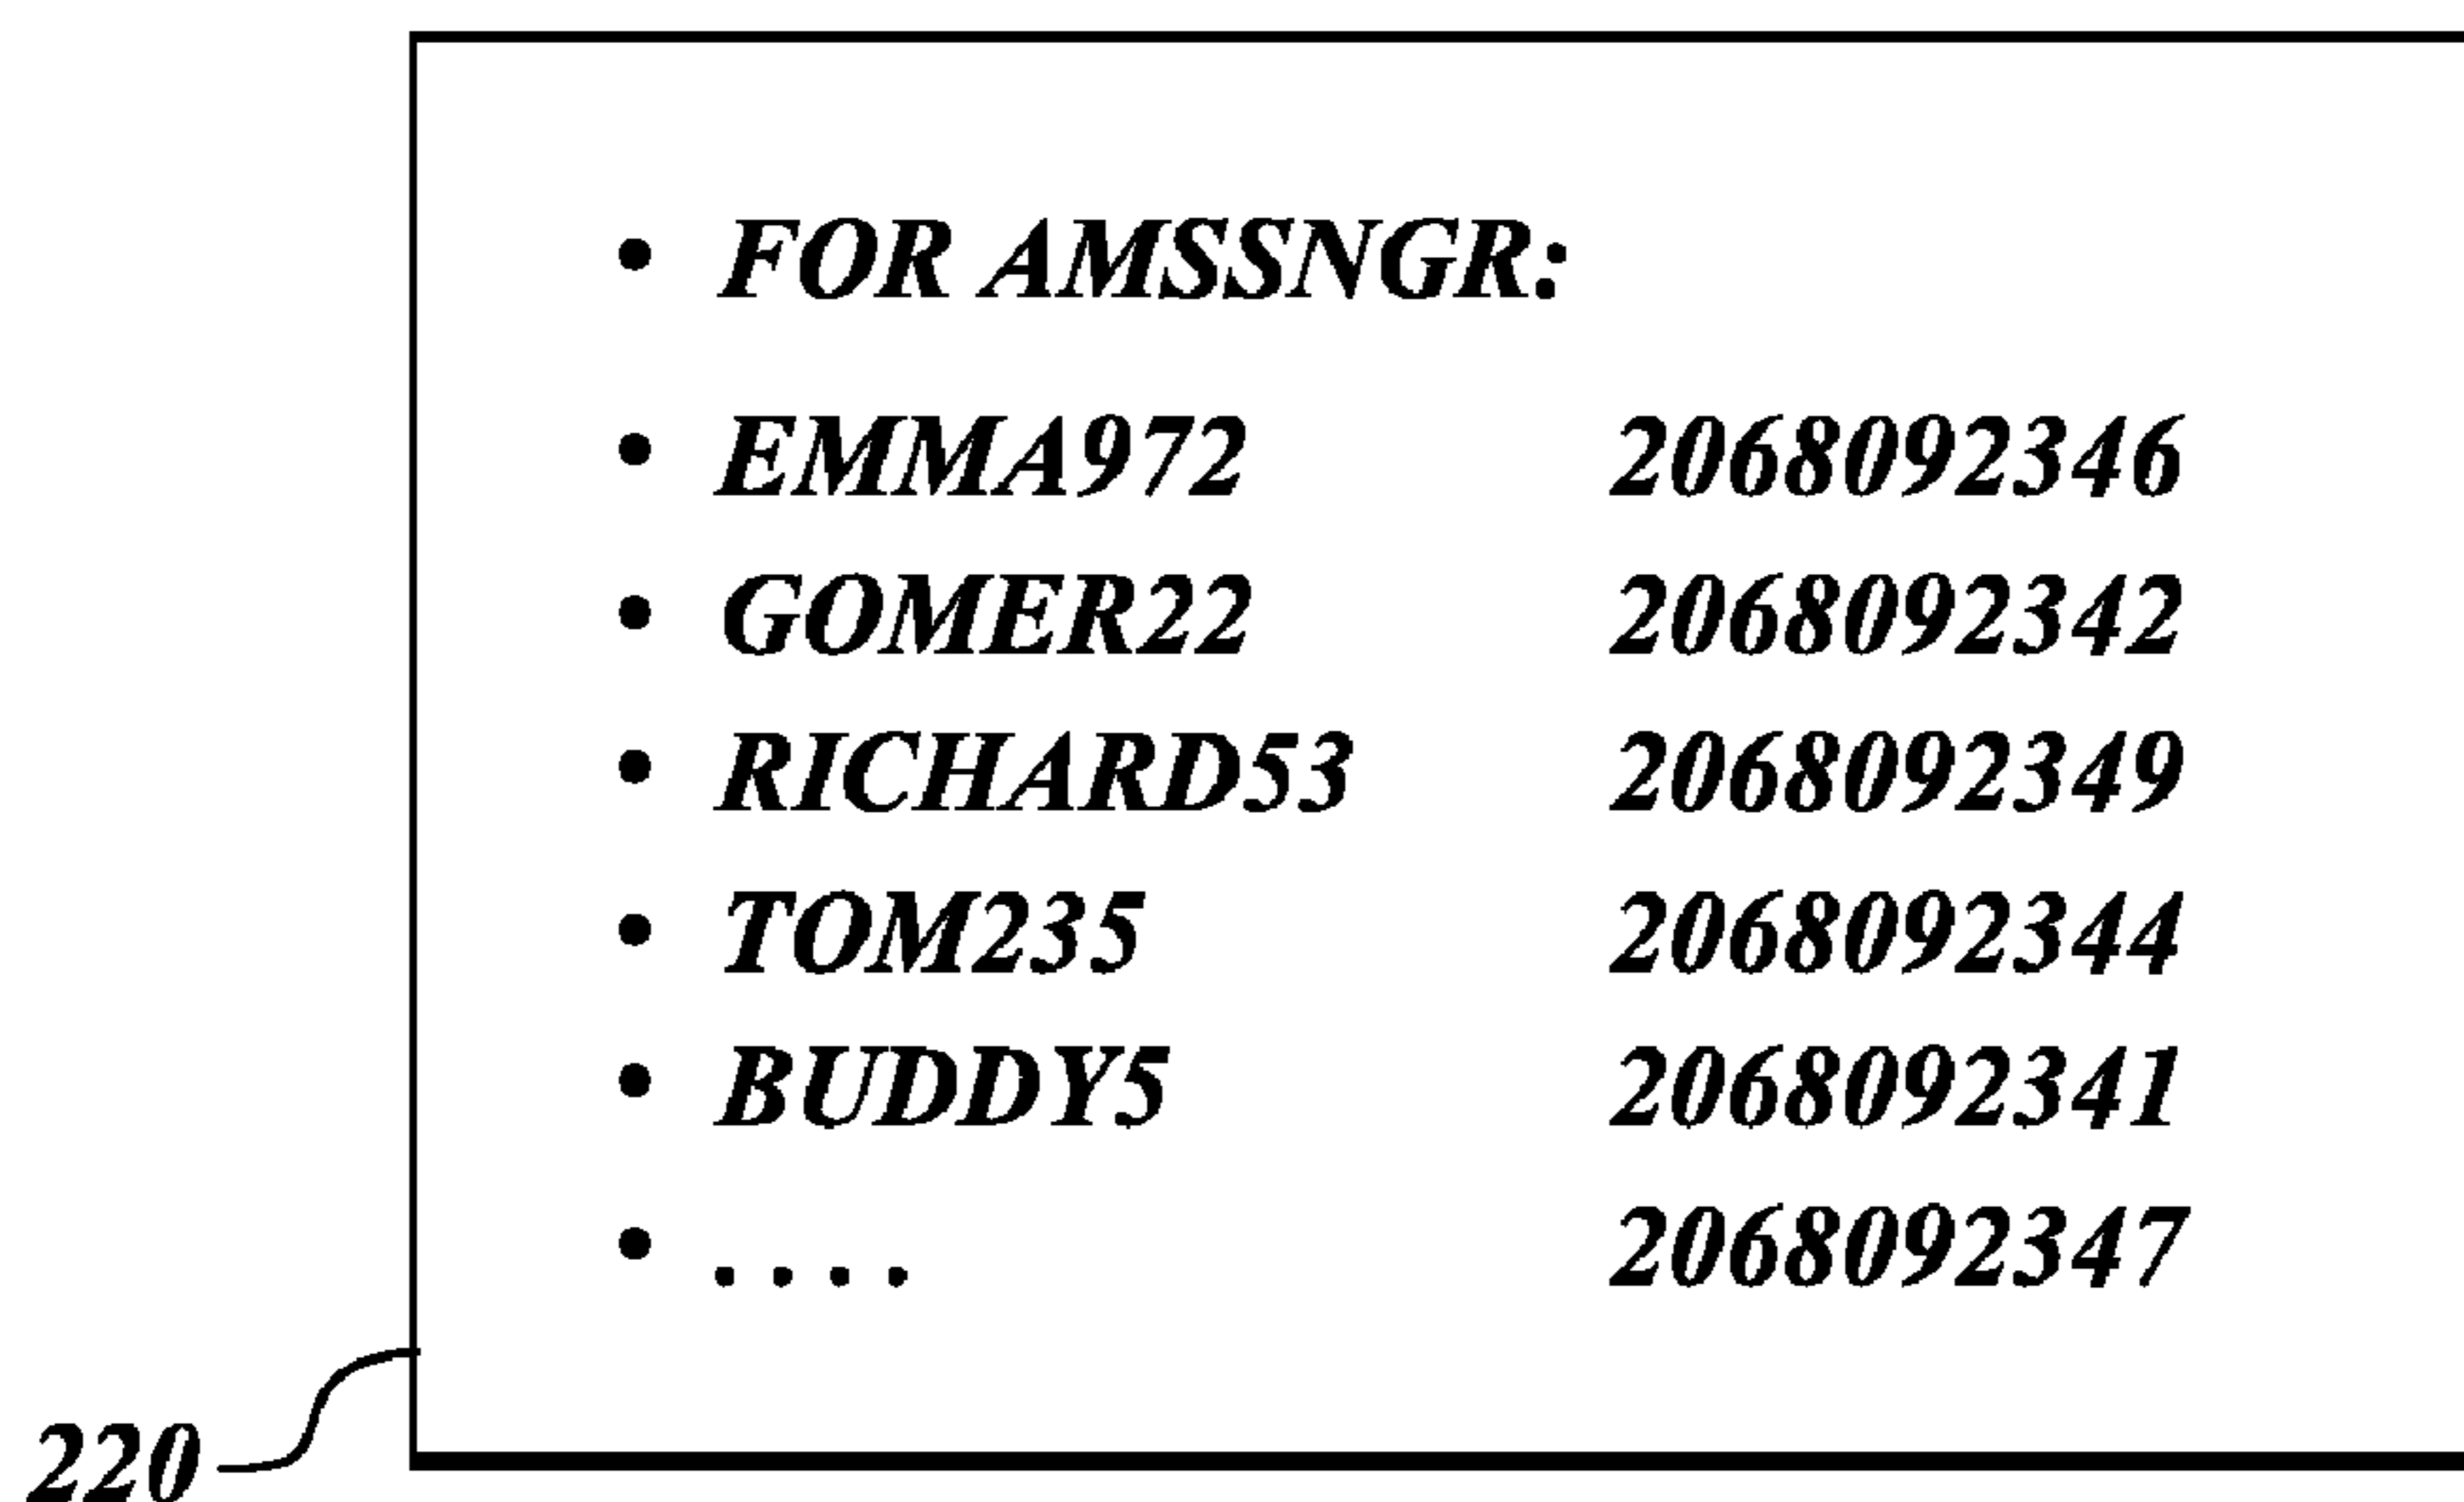 • FOR AMSSNGR:
• EMMA972 2068092346
• GOMER22 2068092342
• RICHARD53 2068092349
• TOM235 2068092344
• BUDDY5 2068092341
• .... 2068092347
220